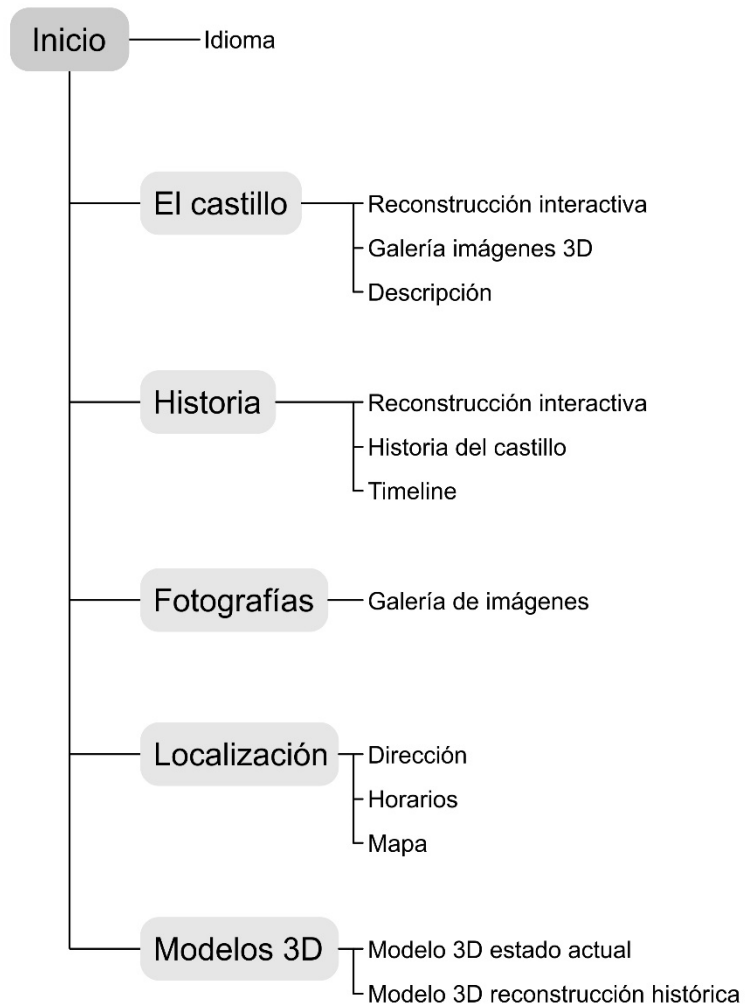 Inicio
Idioma
El castillo
Reconstrucción interactiva
Galería imágenes 3D
Descripción
Historia
Reconstrucción interactiva
Historia del castillo
Timeline
Fotografías
Galería de imágenes
Localización
Dirección
Horarios
Mapa
Modelos 3D
Modelo 3D estado actual
Modelo 3D reconstrucción histórica